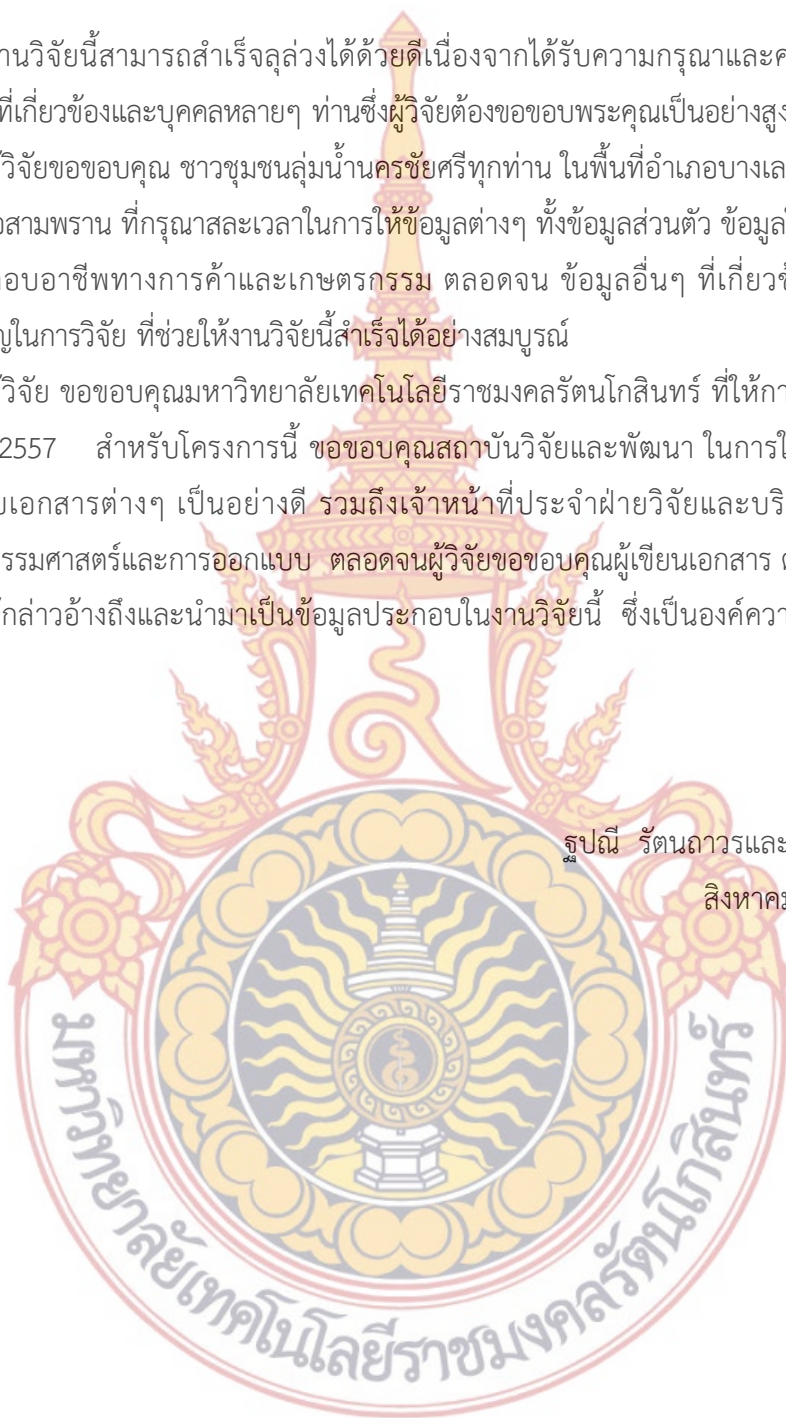 านวิจัยนี้สามารถสำเร็จลุล่วงได้ด้วยดีเนื่องจากได้รับความกรุณาและค
ที่เกี่ยวข้องและบุคคลหลายๆ ท่านซึ่งผู้วิจัยต้องขอขอบพระคุณเป็นอย่างสูง
วิจัยขอขอบคุณ ชาวชุมชนลุ่มน้ำนครชัยศรีทุกท่าน ในพื้นที่อำเภอบางเล
อสามพราน ที่กรุณาสละเวลาในการให้ข้อมูลต่างๆ ทั้งข้อมูลส่วนตัว ข้อมูล
กอบอาชีพทางการค้าและเกษตรกรรม ตลอดจน ข้อมูลอื่นๆ ที่เกี่ยวข้
ญในการวิจัย ที่ช่วยให้งานวิจัยนี้สำเร็จได้อย่างสมบูรณ์
วิจัย ขอขอบคุณมหาวิทยาลัยเทคโนโลยีราชมงคลรัตนโกสินทร์ ที่ให้กา
2557 สำหรับโครงการนี้ ขอขอบคุณสถาบันวิจัยและพัฒนา ในการใ
บเอกสารต่างๆ เป็นอย่างดี รวมถึงเจ้าหน้าที่ประจำฝ่ายวิจัยและบริ
กรรมศาสตร์และการออกแบบ ตลอดจนผู้วิจัยขอขอบคุณผู้เขียนเอกสาร ต
กล่าวอ้างถึงและนำมาเป็นข้อมูลประกอบในงานวิจัยนี้ ซึ่งเป็นองค์ควา
ฐปณี รัตนถาวรและ
สิงหาคม
มหาวิทยาลัยเทคโนโลยีราชมงคลรัตนโกสินทร์